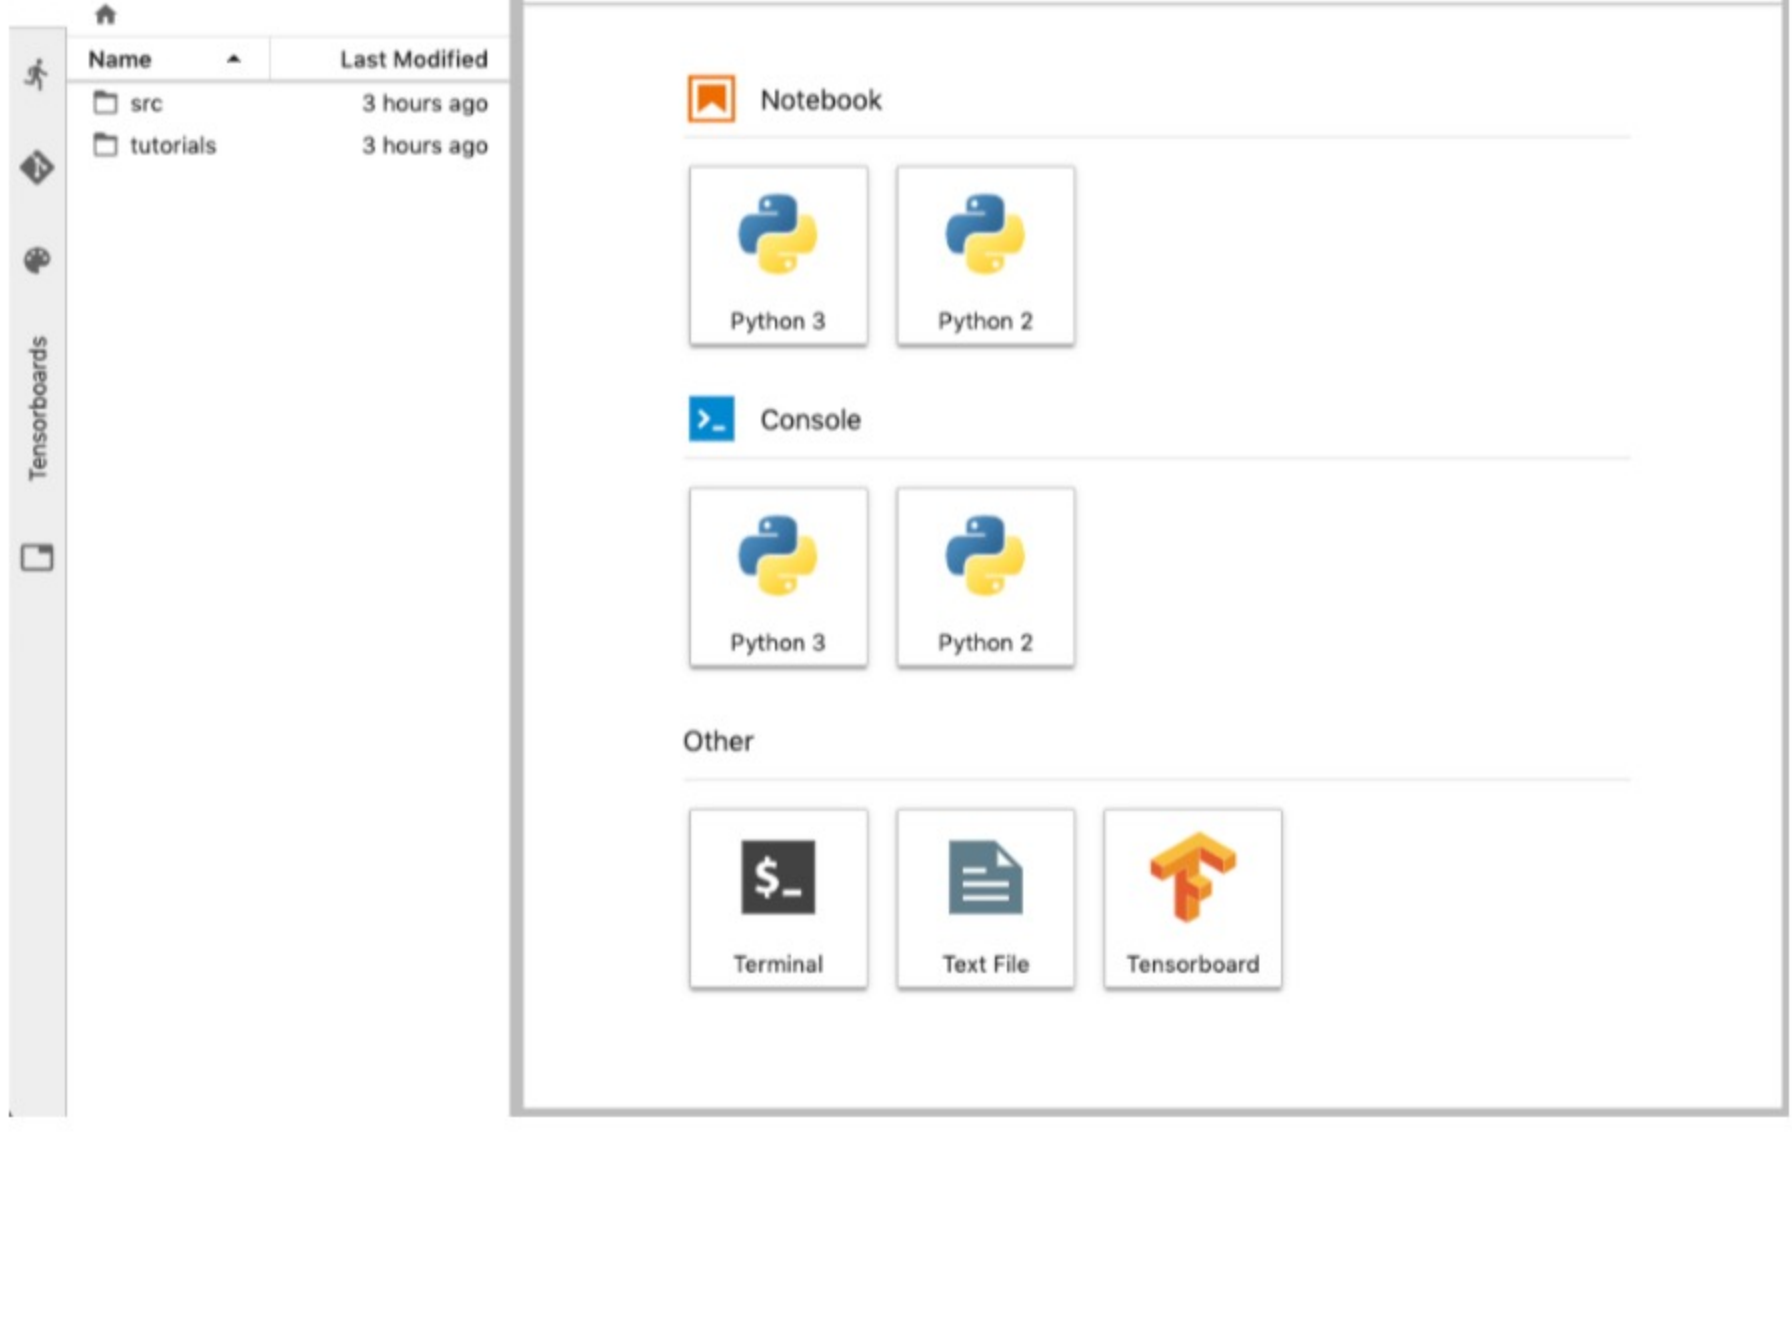 Name Last Modified
src 3 hours ago
tutorials 3 hours ago
Tensorboards
Notebook
Python 3 Python 2
Console
Python 3 Python 2
Other
$_
Terminal Text File Tensorboard